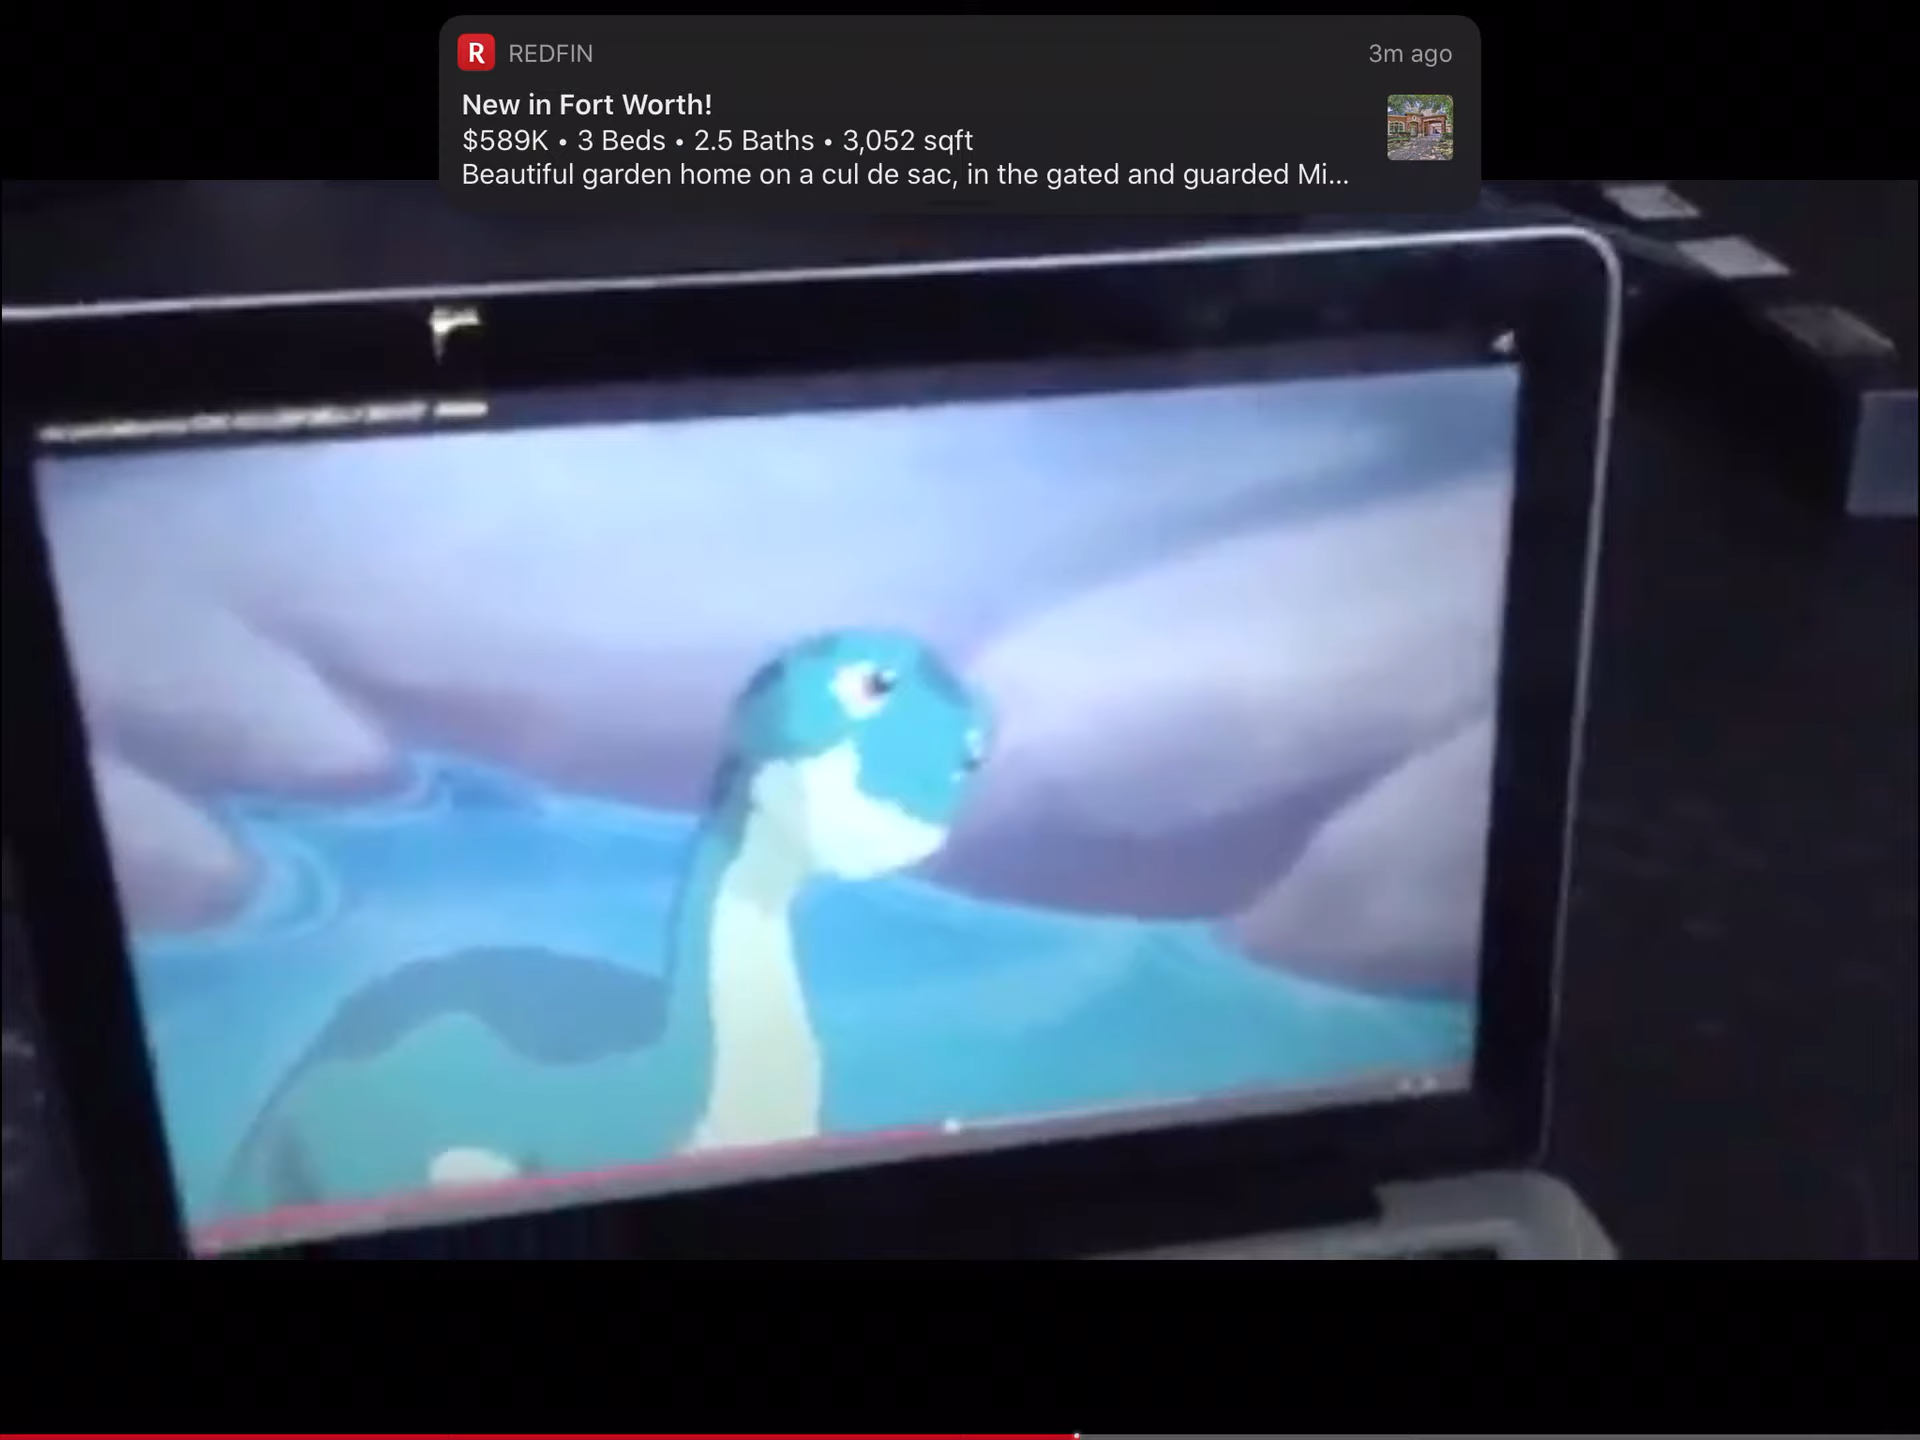 R REDFIN 3m ago
New in Fort Worth!
$589K • 3 Beds • 2.5 Baths • 3,052 sqft
Beautiful garden home on a cul de sac, in the gated and guarded Mi...